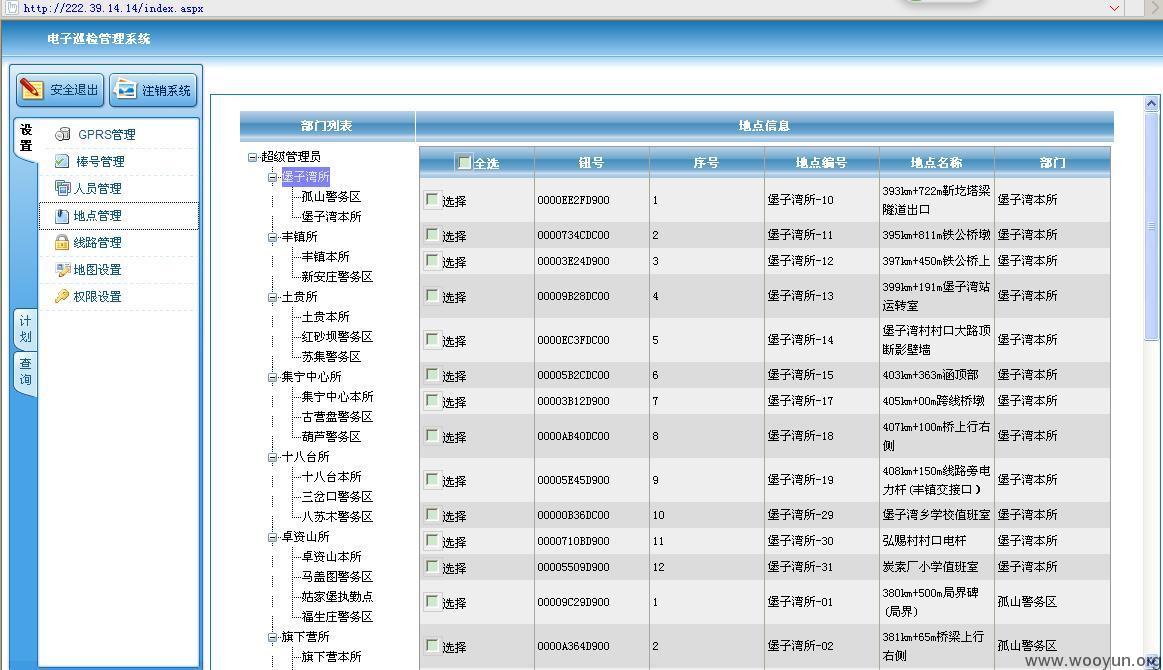 http://222.39.14.14/index.aspx
电子巡检管理系统
安全退出
注销系统
设置
GPRS管理
棒号管理
人员管理
地点管理
线路管理
地图设置
权限设置
计划
查询
部门列表
超级管理员
堡子湾所
孤山警务区
堡子湾本所
丰镇所
丰镇本所
新安庄警务区
土贵所
土贵本所
红砂坝警务区
苏集警务区
集宁中心所
集宁中心本所
古营盘警务区
葫芦警务区
十八台所
十八台本所
三岔口警务区
八苏木警务区
卓资山所
卓资山本所
马盖图警务区
姑家堡执勤点
福生庄警务区
旗下营所
旗下营本所
地点信息
全选 钮号 序号 地点编号 地点名称 部门
选择 0000EE2FD900 1 堡子湾所-10 393km+722m靳圪塔梁隧道出口 堡子湾本所
选择 0000734CDC00 2 堡子湾所-11 395km+811m铁公桥墩 堡子湾本所
选择 00003E24D900 3 堡子湾所-12 397km+450m铁公桥上 堡子湾本所
选择 00009B28DC00 4 堡子湾所-13 399km+191m堡子湾站运转室 堡子湾本所
选择 0000EC3FDC00 5 堡子湾所-14 堡子湾村村口大路顶断影壁墙 堡子湾本所
选择 00005B2CDC00 6 堡子湾所-15 403km+363m涵顶部 堡子湾本所
选择 00003B12D900 7 堡子湾所-17 405km+00m跨线桥墩 堡子湾本所
选择 0000AB40DC00 8 堡子湾所-18 407km+100m桥上行右侧 堡子湾本所
选择 00005E45D900 9 堡子湾所-19 408km+150m线路旁电力杆(丰镇交接口) 堡子湾本所
选择 00000B36DC00 10 堡子湾所-29 堡子湾乡学校值班室 堡子湾本所
选择 0000710BD900 11 堡子湾所-30 弘赐村村口电杆 堡子湾本所
选择 00005509D900 12 堡子湾所-31 炭素厂小学值班室 堡子湾本所
选择 00009C29D900 1 堡子湾所-01 380km+500m局界碑(局界) 孤山警务区
选择 0000A364D900 2 堡子湾所-02 381km+65m桥梁上行右侧 孤山警务区
www.wooyun.org